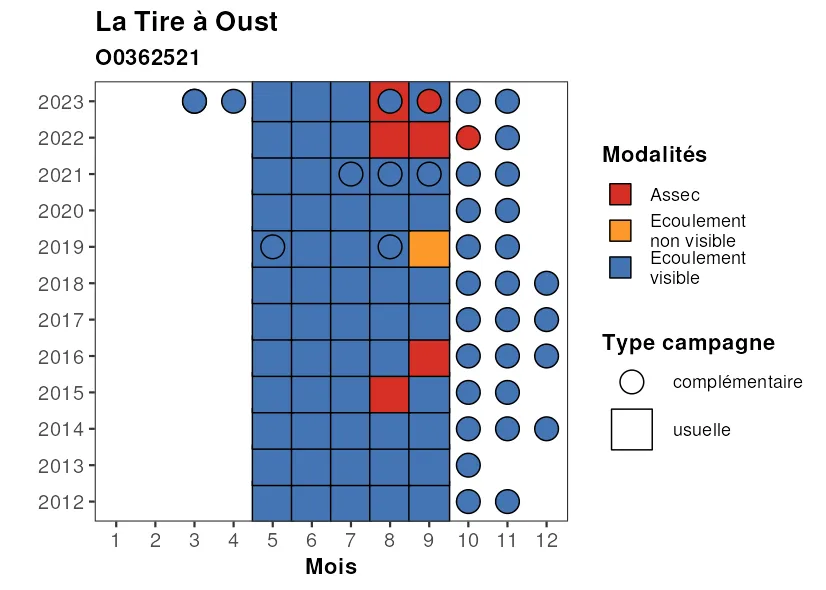 La Tire à Oust
O0362521
2023
2022
2021
2020
2019
2018
2017
2016
2015
2014
2013
2012
1 2 3 4 5 6 7 8 9 10 11 12
Mois
Modalités
Assec
Ecoulement
non visible
Ecoulement
visible
Type campagne
complémentaire
usuelle